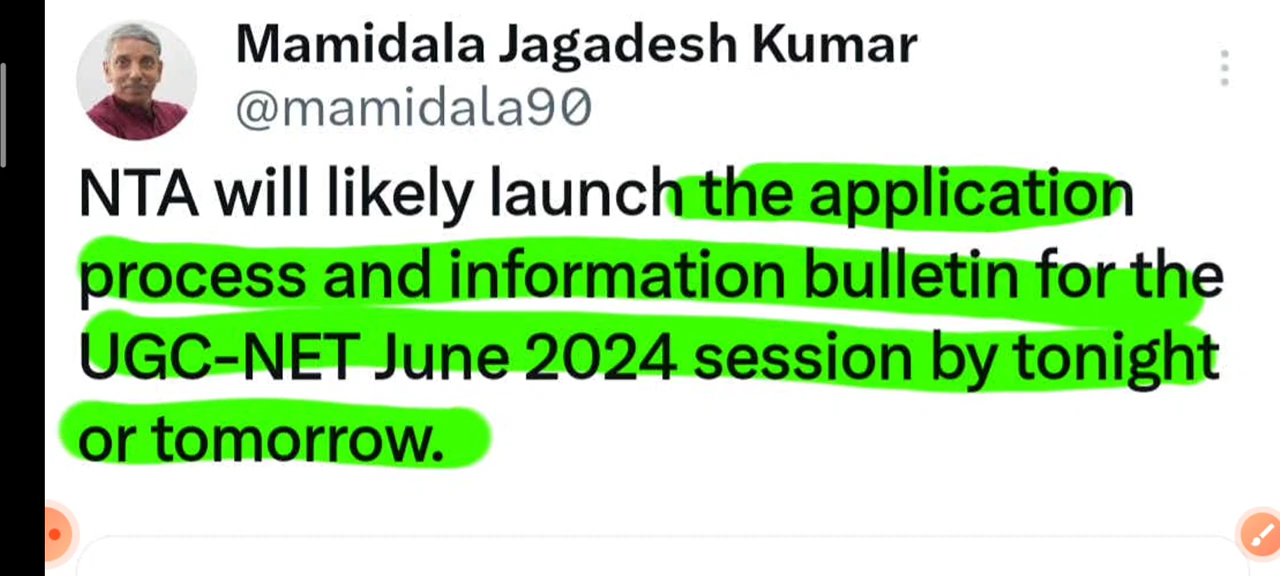 Mamidala Jagadesh Kumar
@mamidala90
NTA will likely launch the application
process and information bulletin for the
UGC-NET June 2024 session by tonight
or tomorrow.